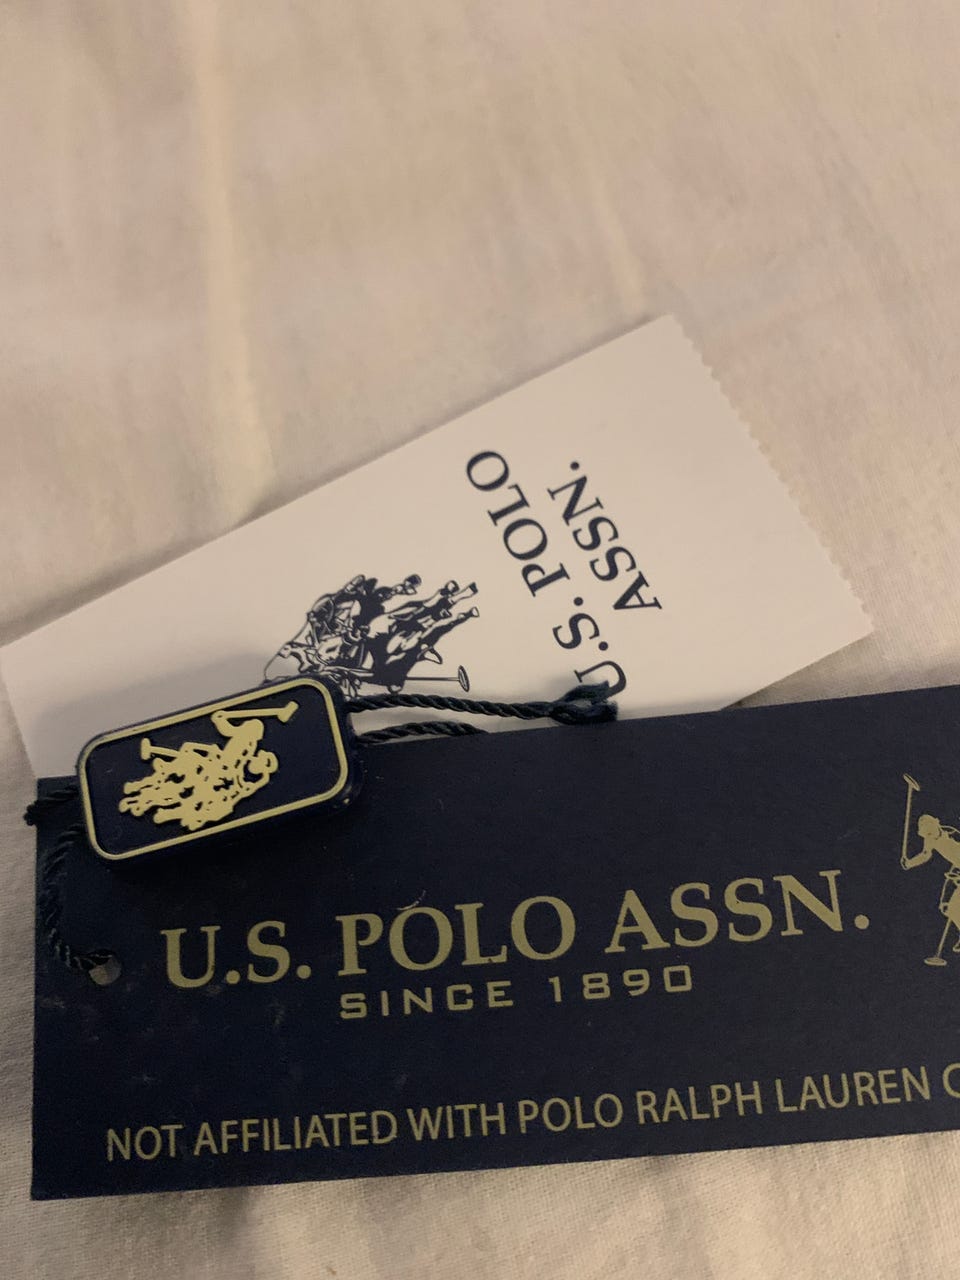 U.S. POLO
ASSN.
U.S. POLO ASSN.
SINCE 1890
NOT AFFILIATED WITH POLO RALPH LAUREN